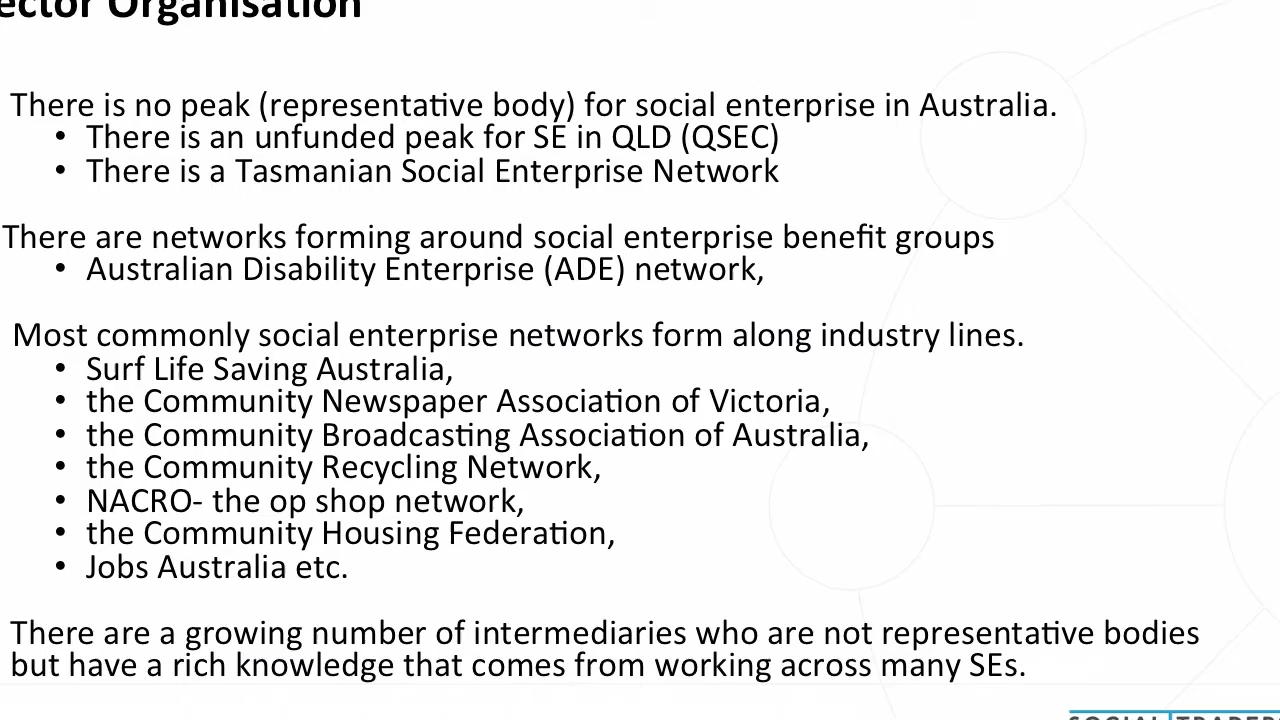 ector Organisation
There is no peak (representative body) for social enterprise in Australia.
• There is an unfunded peak for SE in QLD (QSEC)
• There is a Tasmanian Social Enterprise Network
There are networks forming around social enterprise benefit groups
• Australian Disability Enterprise (ADE) network,
Most commonly social enterprise networks form along industry lines.
• Surf Life Saving Australia,
• the Community Newspaper Association of Victoria,
• the Community Broadcasting Association of Australia,
• the Community Recycling Network,
• NACRO- the op shop network,
• the Community Housing Federation,
• Jobs Australia etc.
There are a growing number of intermediaries who are not representative bodies
but have a rich knowledge that comes from working across many SEs.
SOCIAL TRADER